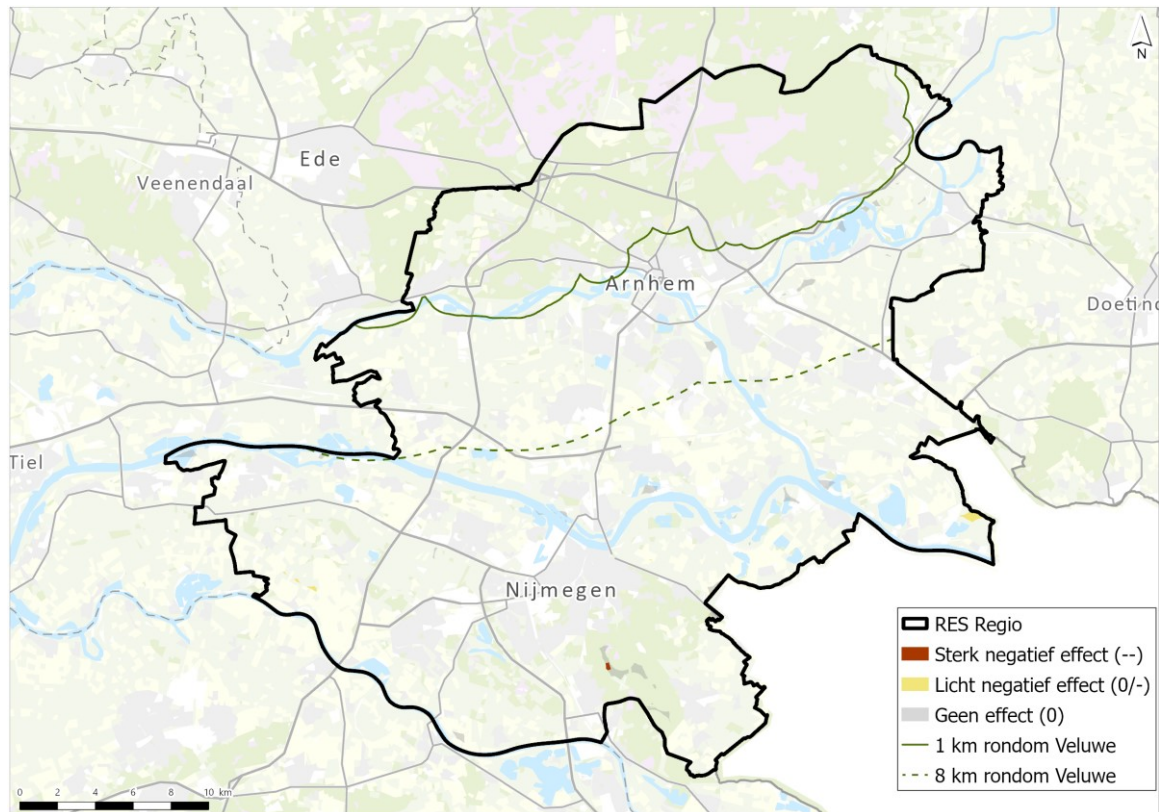 N
Ede
Veenendaal
Arnhem
Doetinc
Tiel
Nijmegen
RES Regio
Sterk negatief effect (--)
Licht negatief effect (0/-)
Geen effect (0)
1 km rondom Veluwe
8 km rondom Veluwe
0 2 4 6 8 10 km